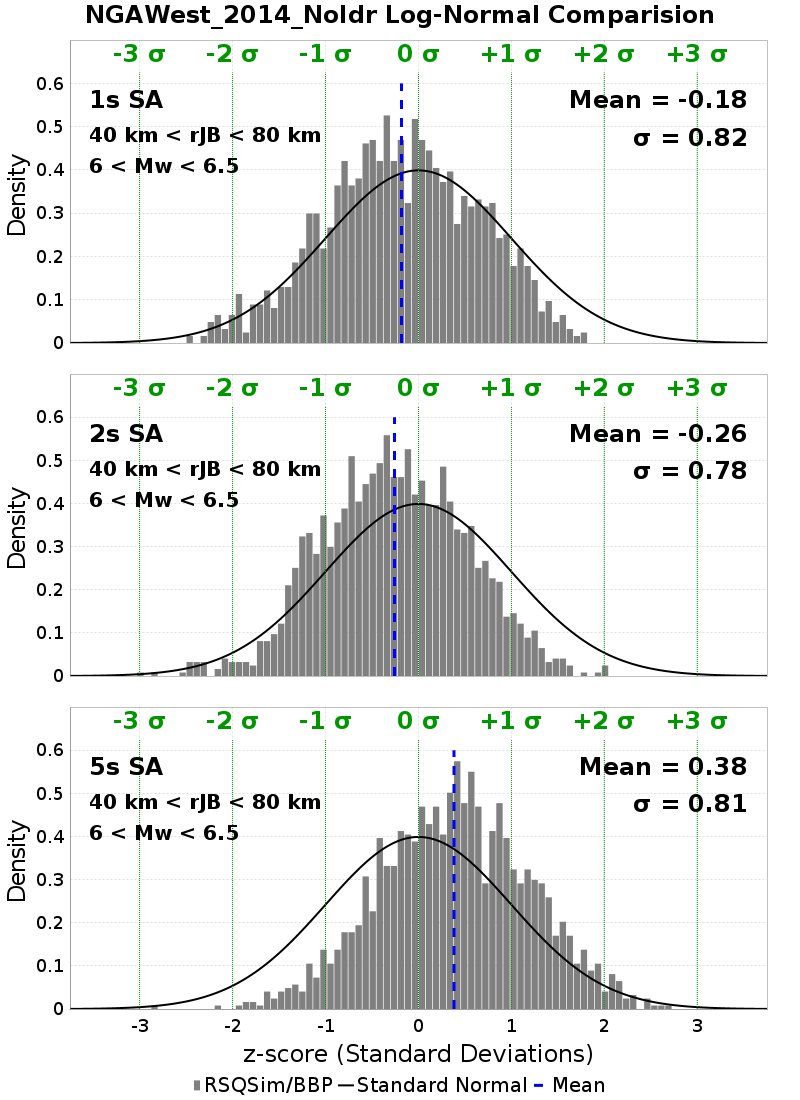 NGAWest_2014_NoIdr Log-Normal Comparision
-3 σ -2 σ -1 σ 0 σ +1 σ +2 σ +3 σ
0.6
1s SA
Mean = -0.18
0.5
40 km < rJB < 80 km
σ = 0.82
6 < Mw < 6.5
0.4
0.3
0.2
0.1
0
Density
-3 σ -2 σ -1 σ 0 σ +1 σ +2 σ +3 σ
0.6
2s SA
Mean = -0.26
0.5
40 km < rJB < 80 km
σ = 0.78
6 < Mw < 6.5
0.4
0.3
0.2
0.1
0
Density
-3 σ -2 σ -1 σ 0 σ +1 σ +2 σ +3 σ
0.6
5s SA
Mean = 0.38
0.5
40 km < rJB < 80 km
σ = 0.81
6 < Mw < 6.5
0.4
0.3
0.2
0.1
0
Density
-3 -2 -1 0 1 2 3
z-score (Standard Deviations)
RSQSim/BBP Standard Normal Mean